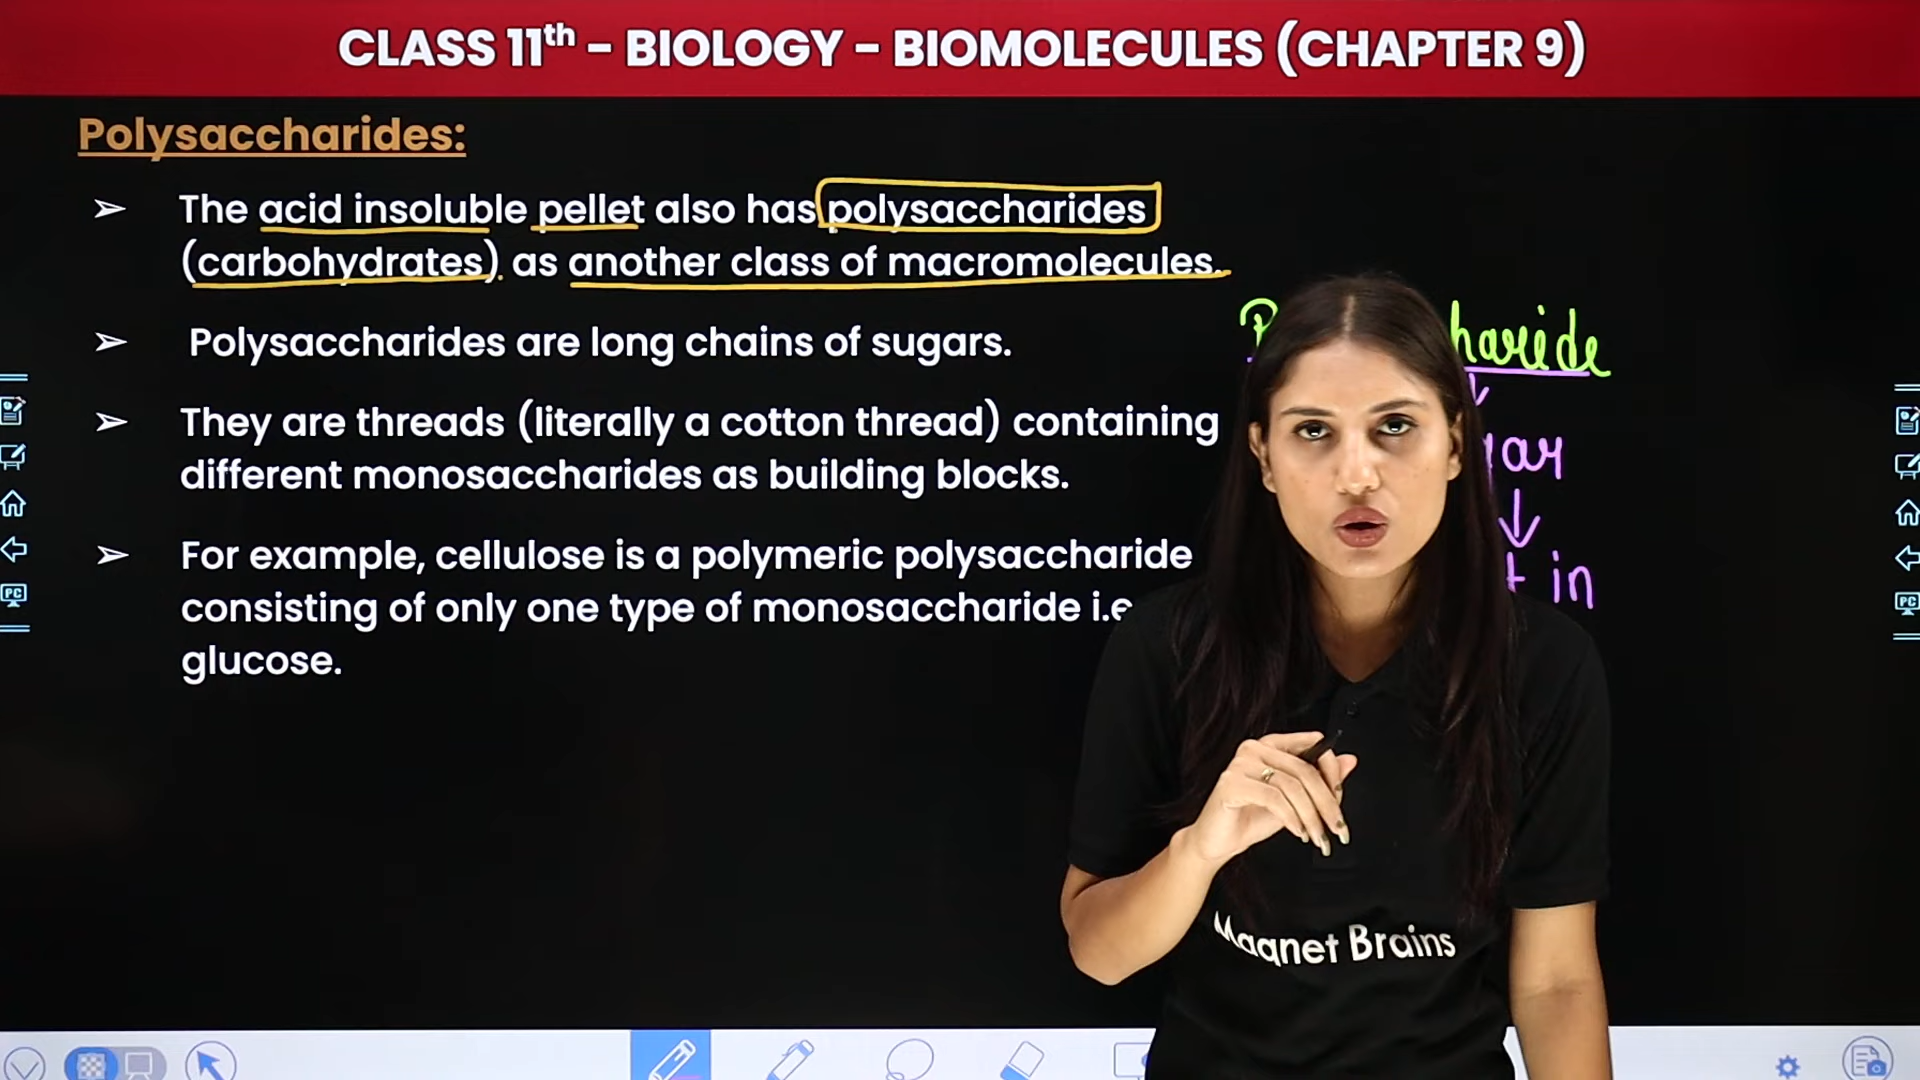 CLASS 11th – BIOLOGY – BIOMOLECULES (CHAPTER 9)
Polysaccharides:
➢ The acid insoluble pellet also has polysaccharides
(carbohydrates) as another class of macromolecules.
➢ Polysaccharides are long chains of sugars.
➢ They are threads (literally a cotton thread) containing
different monosaccharides as building blocks.
➢ For example, cellulose is a polymeric polysaccharide
consisting of only one type of monosaccharide i.e
glucose.
in
Magnet Brains
PC
PC